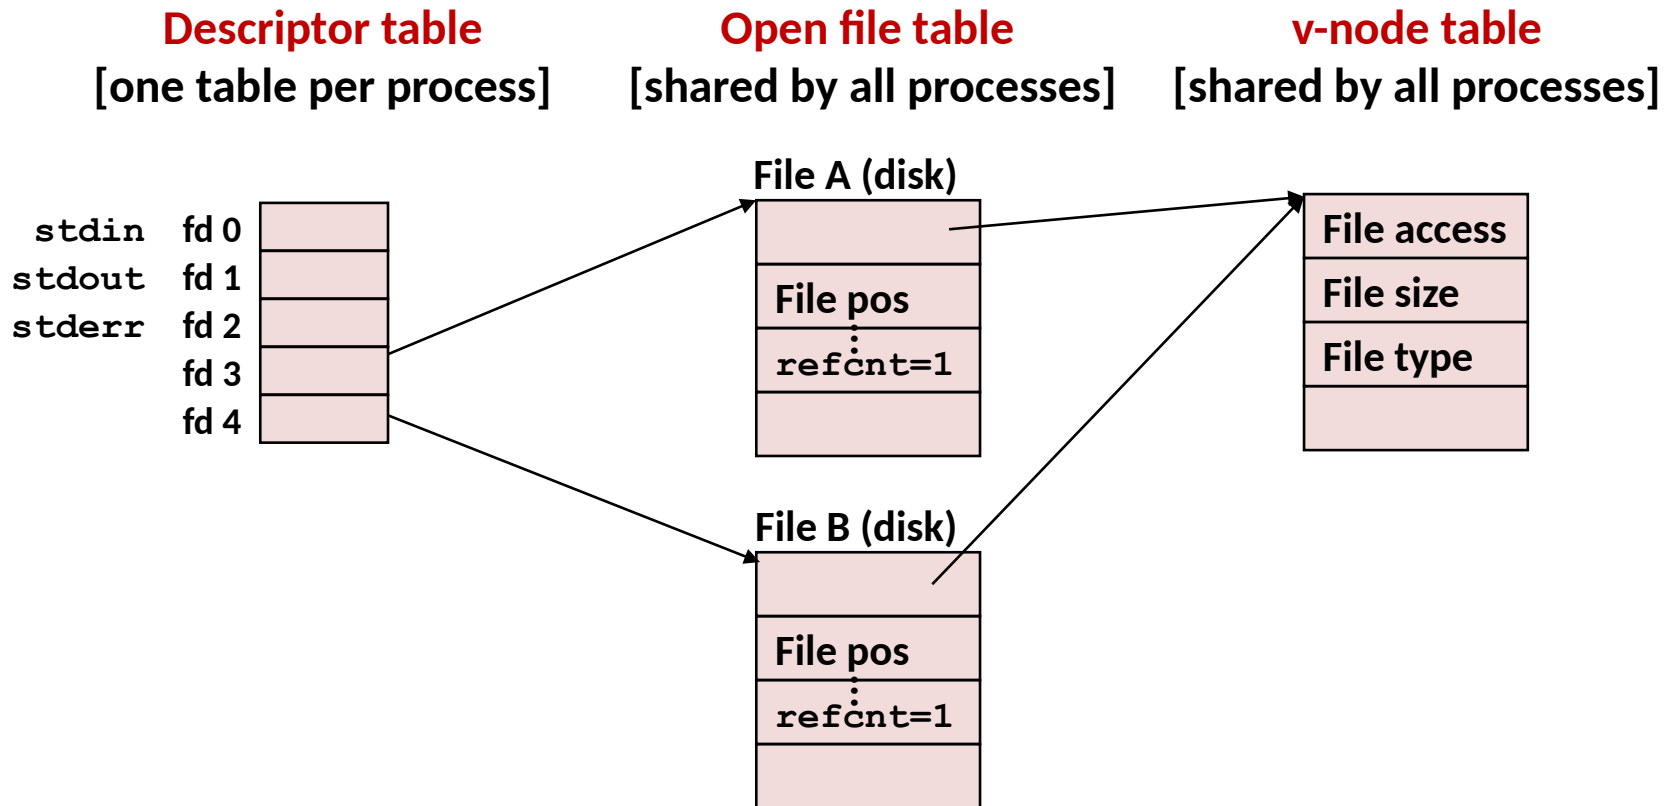 Descriptor table
[one table per process]
Open file table
[shared by all processes]
v-node table
[shared by all processes]
stdin fd 0
stdout fd 1
stderr fd 2
fd 3
fd 4
File A (disk)
File pos
refcnt=1
File B (disk)
File pos
refcnt=1
File access
File size
File type